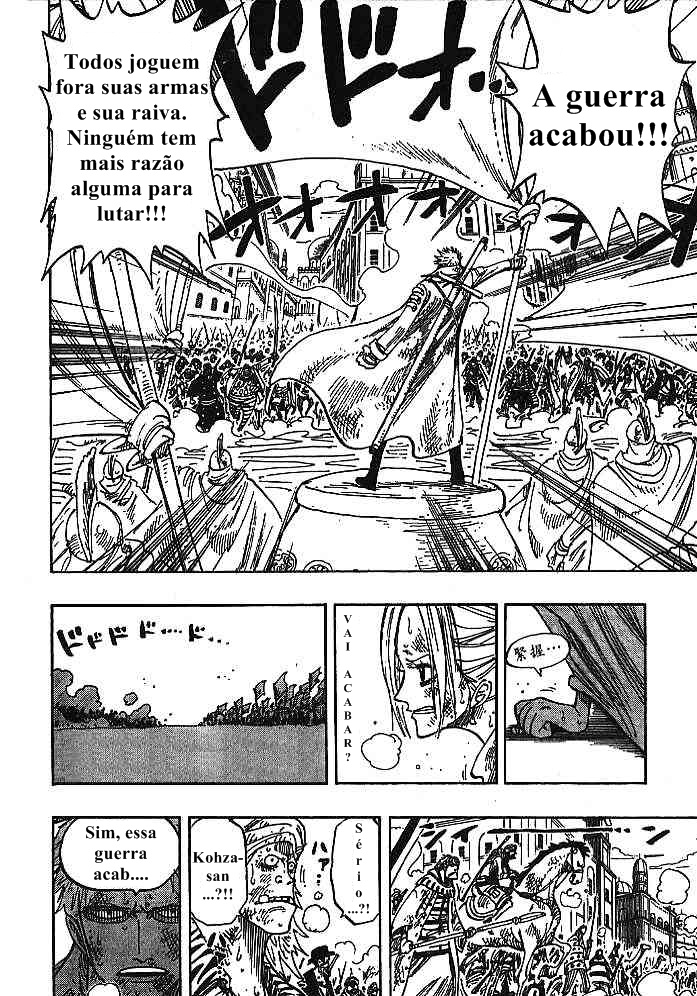 A guerra
acabou!!!
Todos joguem
fora suas armas
e sua raiva.
Ninguém tem
mais razão
alguma para
lutar!!!
ドドオ
オオオオ
緊握…
VAI ACABAR?
ドドドド…ド…
Sério
...?!!
ハァ…
Kohza-
san
...?!!
Sim, essa
guerra
acab....